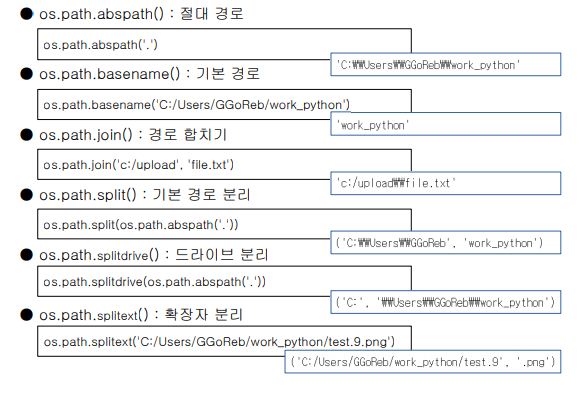 ● os.path.abspath() : 절대 경로
os.path.abspath('.')
'C:₩₩Users₩₩GGoReb₩₩work_python'
● os.path.basename() : 기본 경로
os.path.basename('C:/Users/GGoReb/work_python')
'work_python'
● os.path.join() : 경로 합치기
os.path.join('c:/upload', 'file.txt')
'c:/upload₩₩file.txt'
● os.path.split() : 기본 경로 분리
os.path.split(os.path.abspath('.'))
('C:₩₩Users₩₩GGoReb', 'work_python')
● os.path.splitdrive() : 드라이브 분리
os.path.splitdrive(os.path.abspath('.'))
('C:', '₩₩Users₩₩GGoReb₩₩work_python')
● os.path.splitext() : 확장자 분리
os.path.splitext('C:/Users/GGoReb/work_python/test.9.png')
('C:/Users/GGoReb/work_python/test.9', '.png')